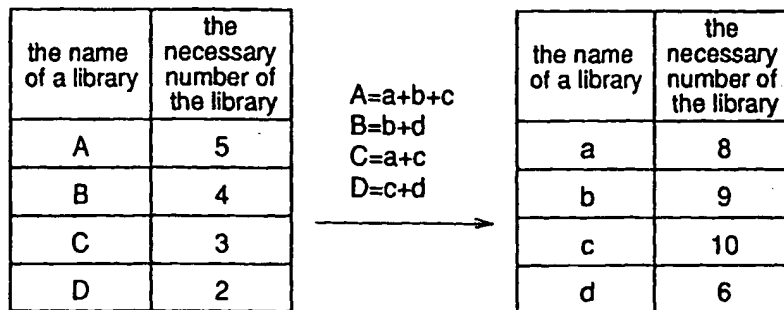 the name
of a library
the
necessary
number of
the library
A 5
B 4
C 3
D 2
A=a+b+c
B=b+d
C=a+c
D=c+d
the name
of a library
the
necessary
number of
the library
a 8
b 9
c 10
d 6